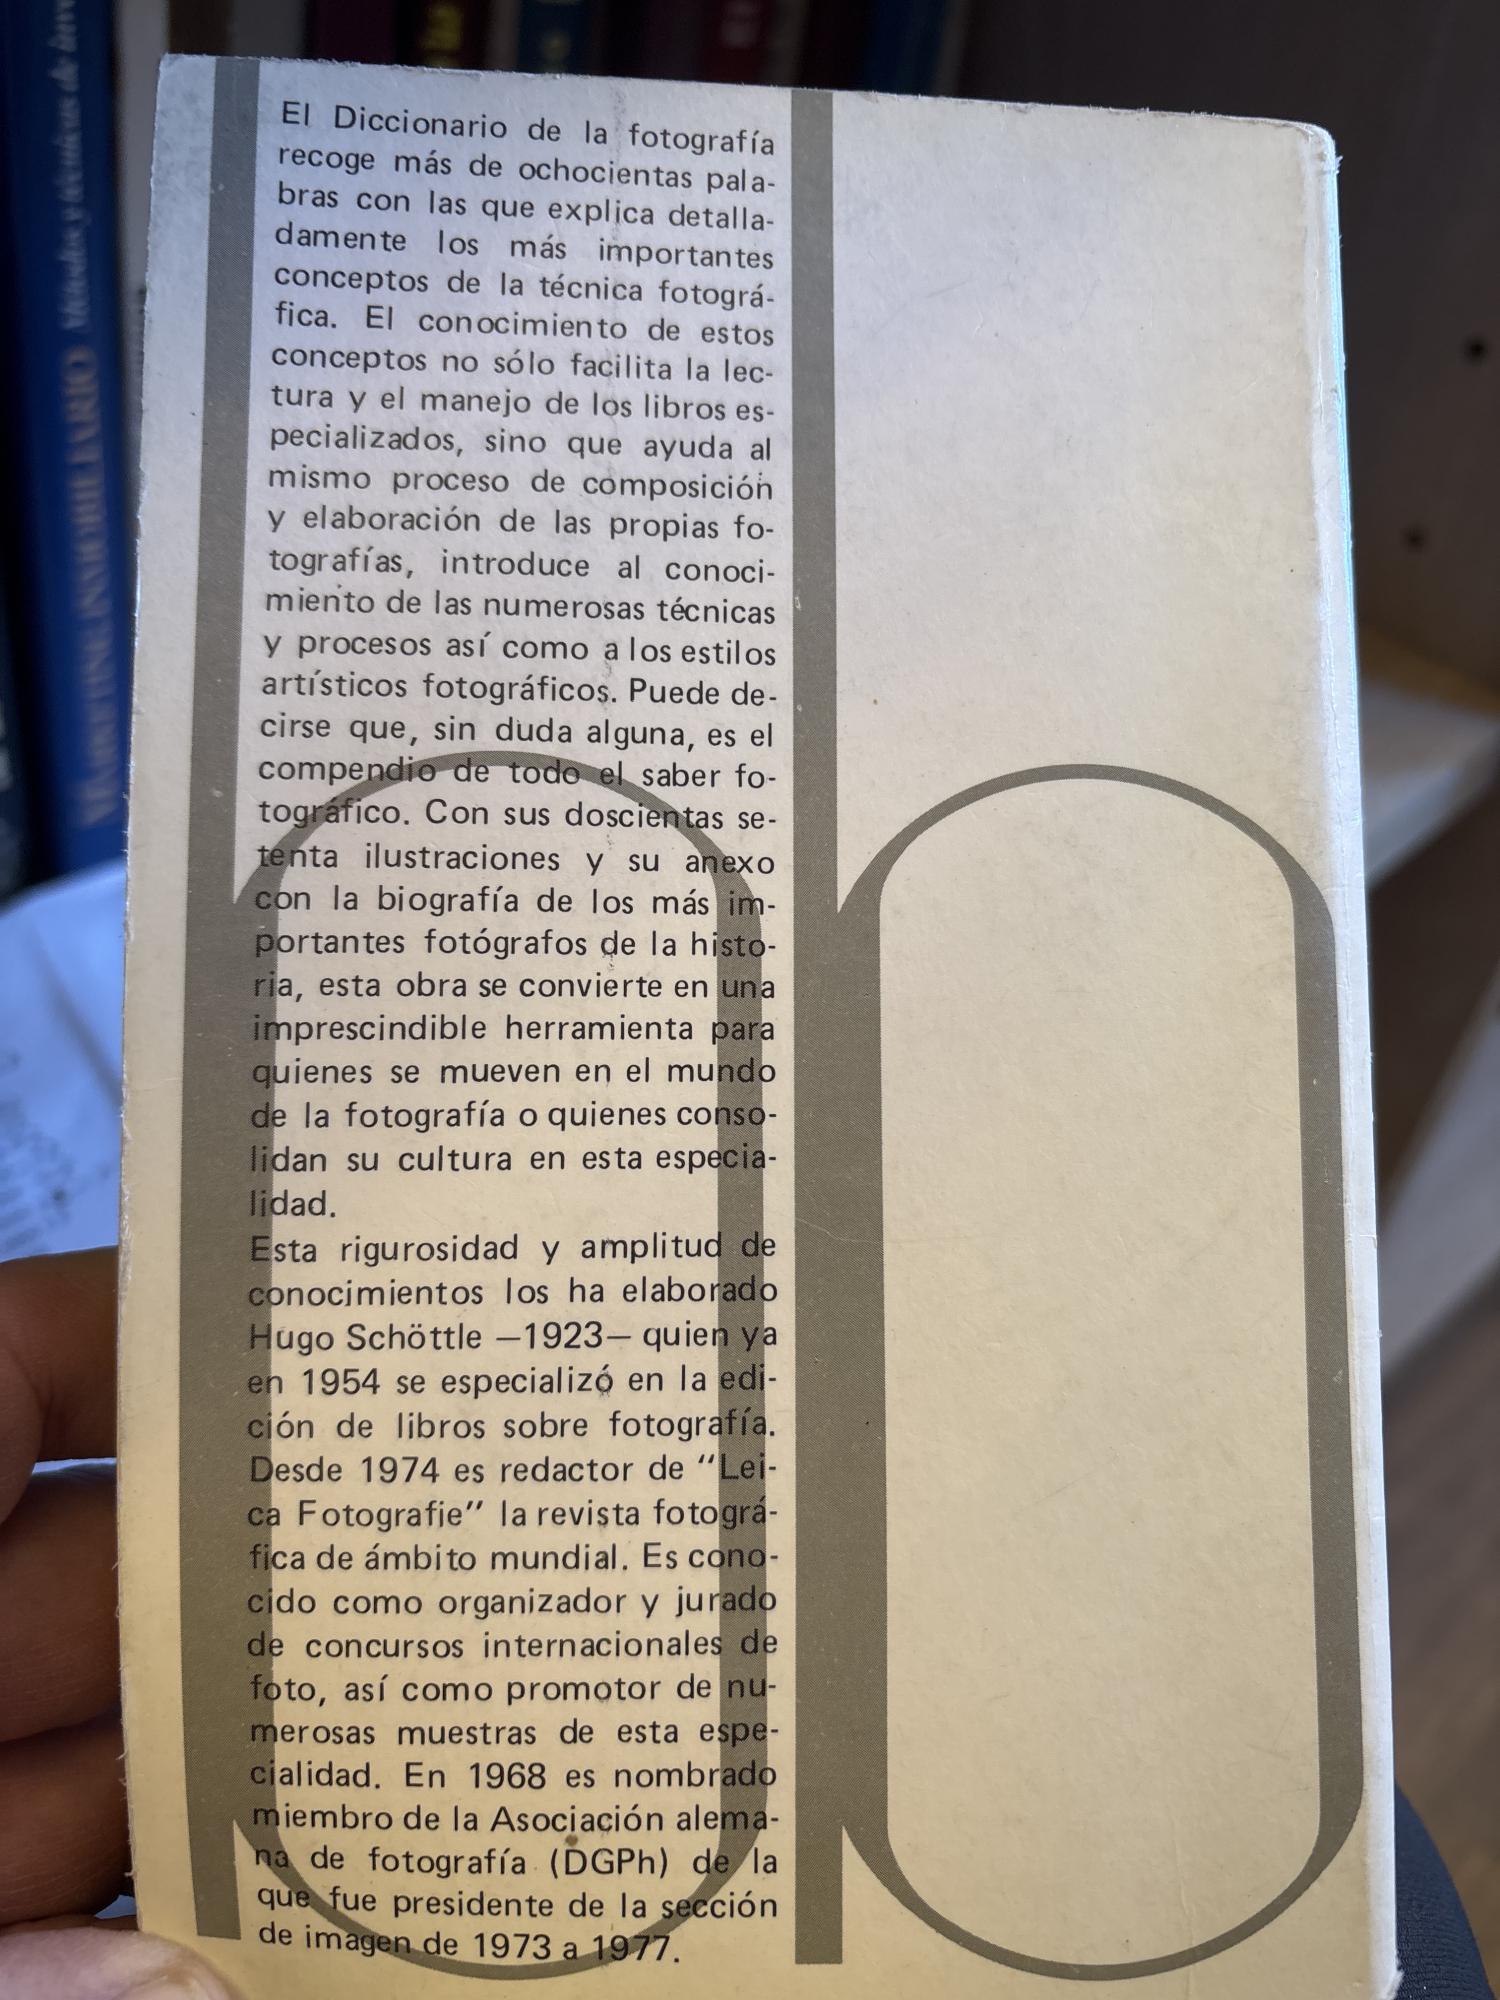 El Diccionario de la fotografía
recoge más de ochocientas pala-
bras con las que explica detalla-
damente los más importantes
conceptos de la técnica fotográ-
fica. El conocimiento de estos
conceptos no sólo facilita la lec-
tura y el manejo de los libros es-
pecializados, sino que ayuda al
mismo proceso de composición
y elaboración de las propias fo-
tografías, introduce al conoci-
miento de las numerosas técnicas
y procesos así como a los estilos
artísticos fotográficos. Puede de-
cirse que, sin duda alguna, es el
compendio de todo el saber fo-
tográfico. Con sus doscientas se-
tenta ilustraciones y su anexo
con la biografía de los más im-
portantes fotógrafos de la histo-
ria, esta obra se convierte en una
imprescindible herramienta para
quienes se mueven en el mundo
de la fotografía o quienes conso-
lidan su cultura en esta especia-
lidad.
Esta rigurosidad y amplitud de
conocimientos los ha elaborado
Hugo Schöttle —1923— quien ya
en 1954 se especializó en la edi-
ción de libros sobre fotografía.
Desde 1974 es redactor de "Lei-
ca Fotografie" la revista fotográ-
fica de ámbito mundial. Es cono-
cido como organizador y jurado
de concursos internacionales de
foto, así como promotor de nu-
merosas muestras de esta espe-
cialidad. En 1968 es nombrado
miembro de la Asociación alema-
na de fotografía (DGPh) de la
que fue presidente de la sección
de imagen de 1973 a 1977.
MARKETING INMOBILIARIO